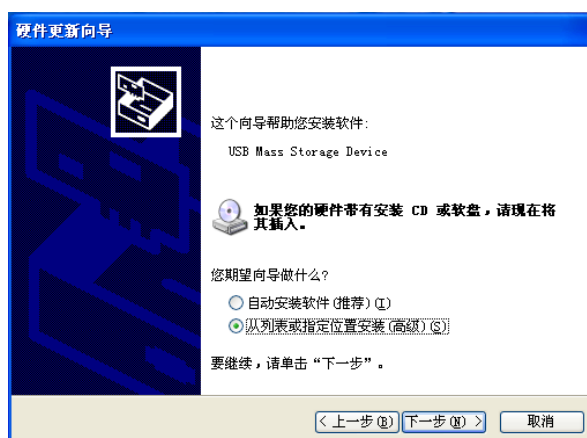 硬件更新向导
这个向导帮助您安装软件:
USB Mass Storage Device
如果您的硬件带有安装 CD 或软盘，请现在将
其插入。
您期望向导做什么?
自动安装软件(推荐)(I)
从列表或指定位置安装(高级)(S)
要继续，请单击“下一步”。
< 上一步(B) 下一步(N) > 取消